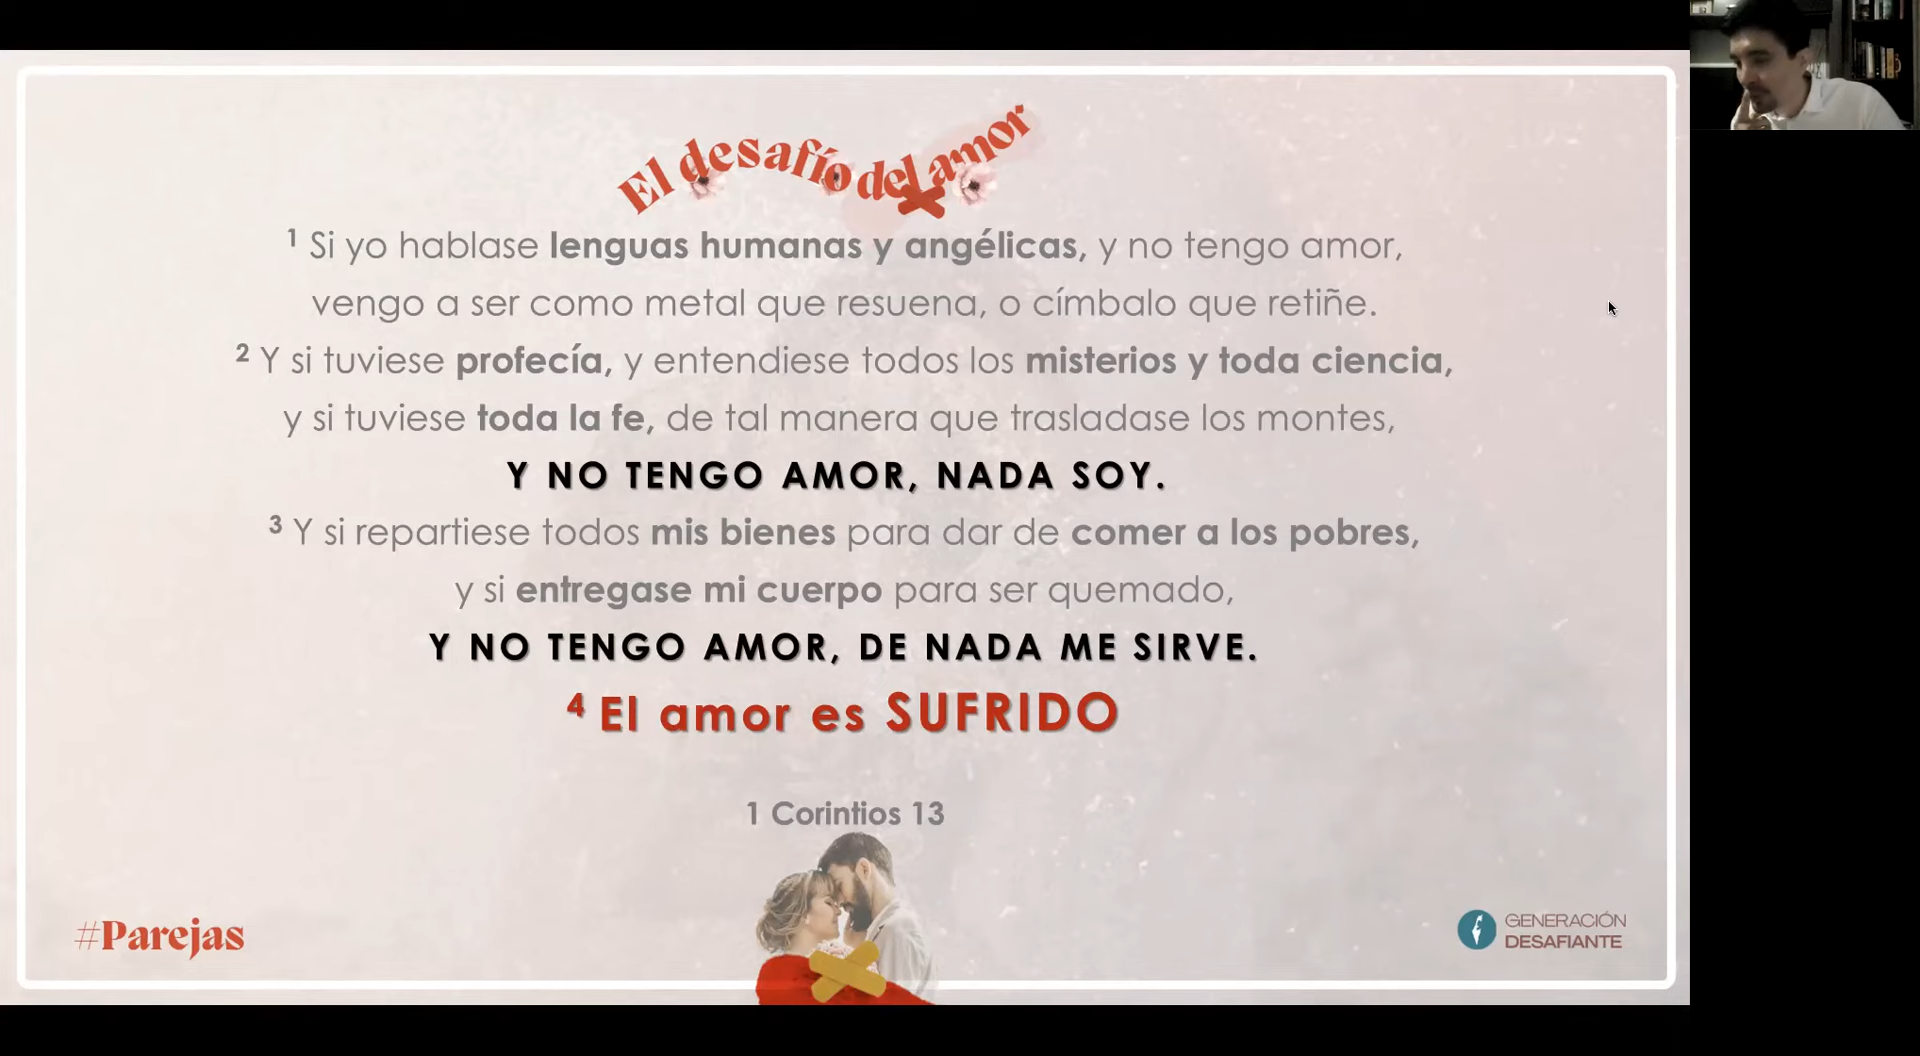 El desafío del amor
1 Si yo hablase lenguas humanas y angélicas, y no tengo amor,
vengo a ser como metal que resuena, o címbalo que retiñe.
2 Y si tuviese profecía, y entendiese todos los misterios y toda ciencia,
y si tuviese toda la fe, de tal manera que trasladase los montes,
Y NO TENGO AMOR, NADA SOY.
3 Y si repartiese todos mis bienes para dar de comer a los pobres,
y si entregase mi cuerpo para ser quemado,
Y NO TENGO AMOR, DE NADA ME SIRVE.
4 El amor es SUFRIDO
1 Corintios 13
#Parejas
GENERACIÓN
DESAFIANTE